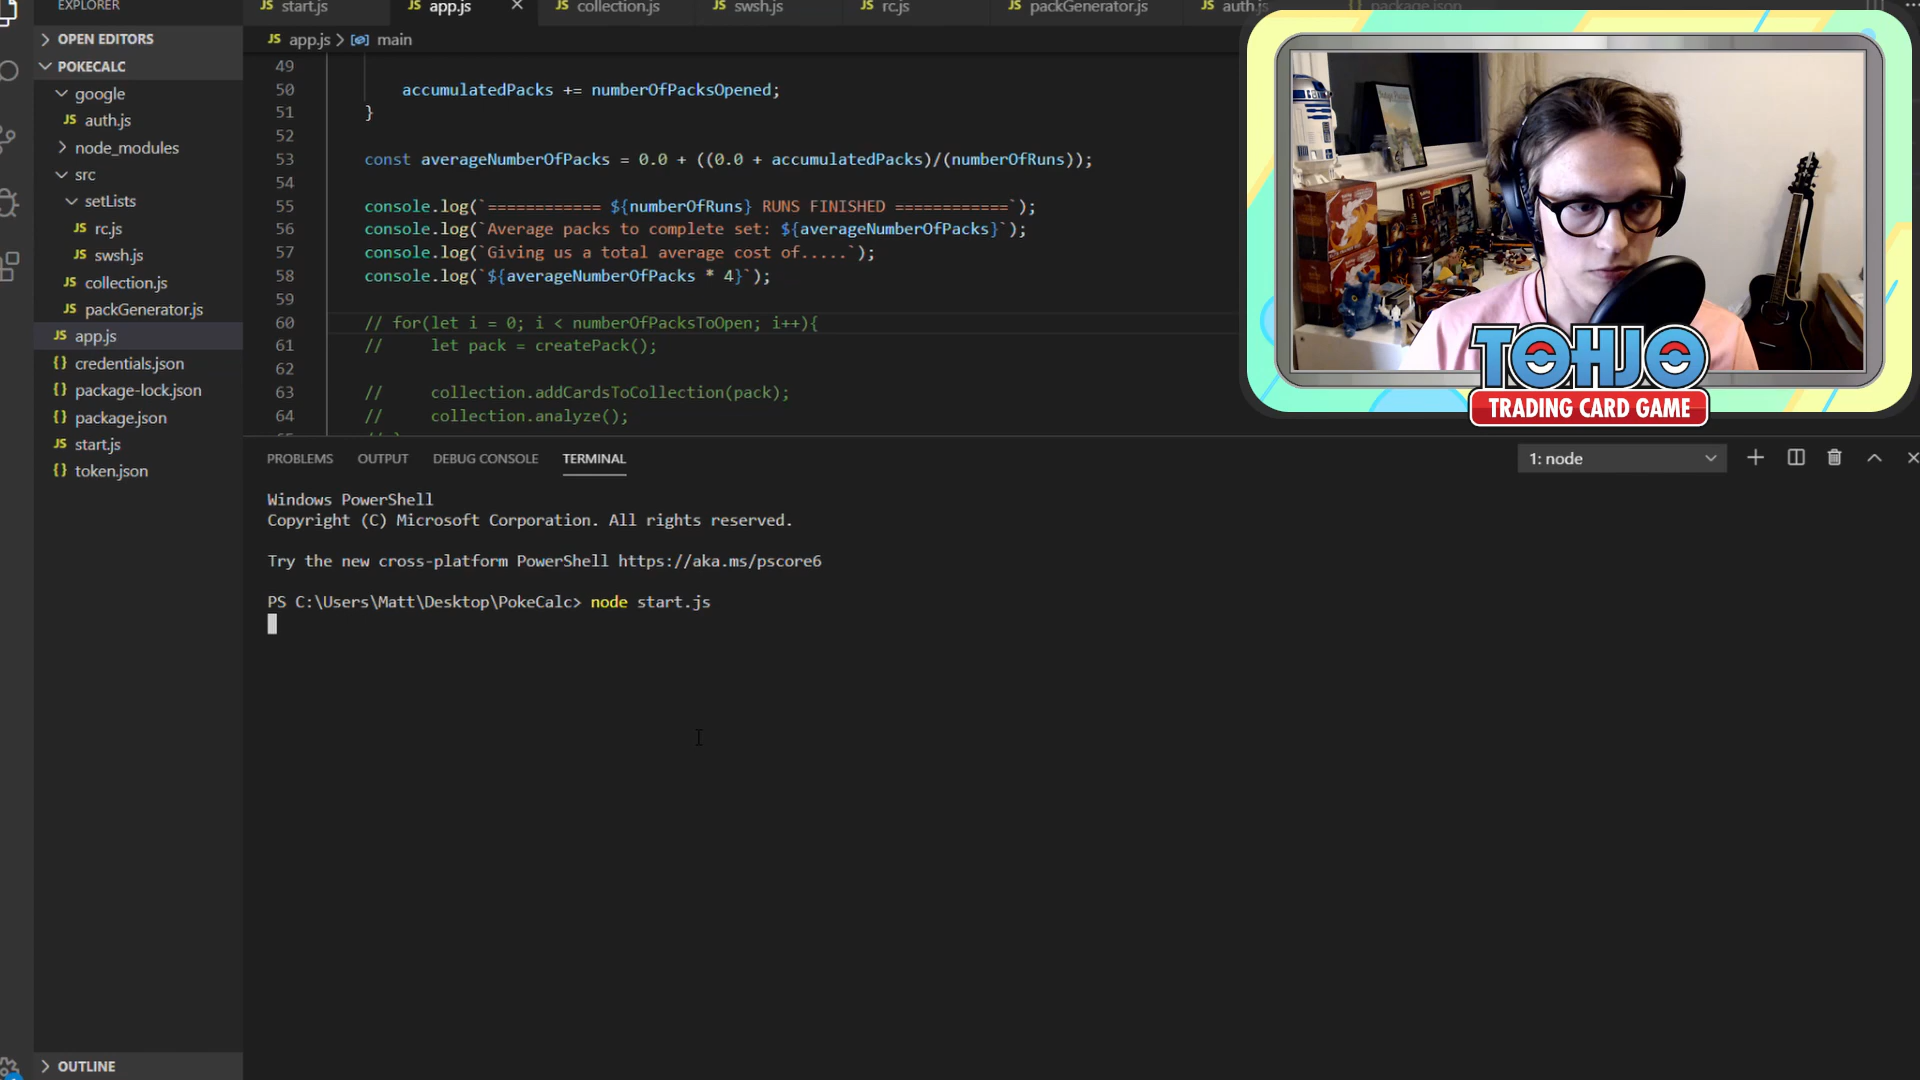 EXPLORER
OPEN EDITORS
POKECALC
google
JS auth.js
node_modules
src
setLists
JS rc.js
JS swsh.js
JS collection.js
JS packGenerator.js
JS app.js
{} credentials.json
{} package-lock.json
{} package.json
JS start.js
{} token.json
OUTLINE
JS start.js
JS app.js
JS collection.js
JS swsh.js
JS rc.js
JS packGenerator.js
JS auth.js
{} package.json
JS app.js > main
49
50 accumulatedPacks += numberOfPacksOpened;
51 }
52
53 const averageNumberOfPacks = 0.0 + ((0.0 + accumulatedPacks)/(numberOfRuns));
54
55 console.log(`============ ${numberOfRuns} RUNS FINISHED ============`);
56 console.log(`Average packs to complete set: ${averageNumberOfPacks}`);
57 console.log(`Giving us a total average cost of.....`);
58 console.log(`${averageNumberOfPacks * 4}`);
59
60 // for(let i = 0; i < numberOfPacksToOpen; i++){
61 // let pack = createPack();
62
63 // collection.addCardsToCollection(pack);
64 // collection.analyze();
PROBLEMS OUTPUT DEBUG CONSOLE TERMINAL
1: node
Windows PowerShell
Copyright (C) Microsoft Corporation. All rights reserved.
Try the new cross-platform PowerShell https://aka.ms/pscore6
PS C:\Users\Matt\Desktop\PokeCalc> node start.js
TOHJO
TRADING CARD GAME